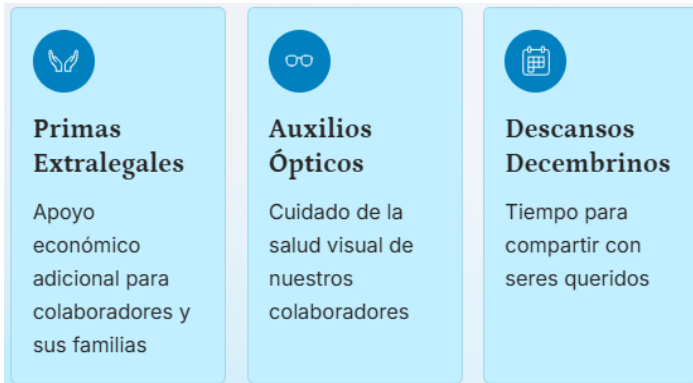 Primas
Extralegales
Apoyo
económico
adicional para
colaboradores y
sus familias
Auxilios
Ópticos
Cuidado de la
salud visual de
nuestros
colaboradores
Descansos
Decembrinos
Tiempo para
compartir con
seres queridos